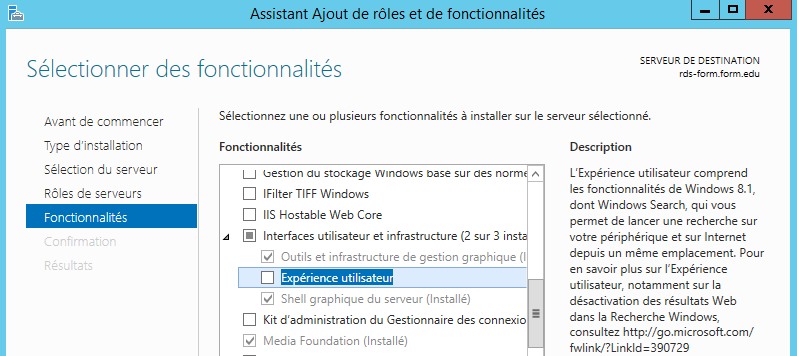 Assistant Ajout de rôles et de fonctionnalités
Sélectionner des fonctionnalités
SERVEUR DE DESTINATION
rds-form.form.edu
Avant de commencer
Type d'installation
Sélection du serveur
Rôles de serveurs
Fonctionnalités
Confirmation
Résultats
Sélectionnez une ou plusieurs fonctionnalités à installer sur le serveur sélectionné.
Fonctionnalités
Gestion du stockage Windows base sur des norme
IFilter TIFF Windows
IIS Hostable Web Core
Interfaces utilisateur et infrastructure (2 sur 3 insta
Outils et infrastructure de gestion graphique (I
Expérience utilisateur
Shell graphique du serveur (Installé)
Kit d'administration du Gestionnaire des connexio
Media Foundation (Installé)
Description
L'Expérience utilisateur comprend
les fonctionnalités de Windows 8.1,
dont Windows Search, qui vous
permet de lancer une recherche sur
votre périphérique et sur Internet
depuis un même emplacement. Pour
en savoir plus sur l'Expérience
utilisateur, notamment sur la
désactivation des résultats Web
dans la Recherche Windows,
consultez http://go.microsoft.com/
fwlink/?LinkId=390729